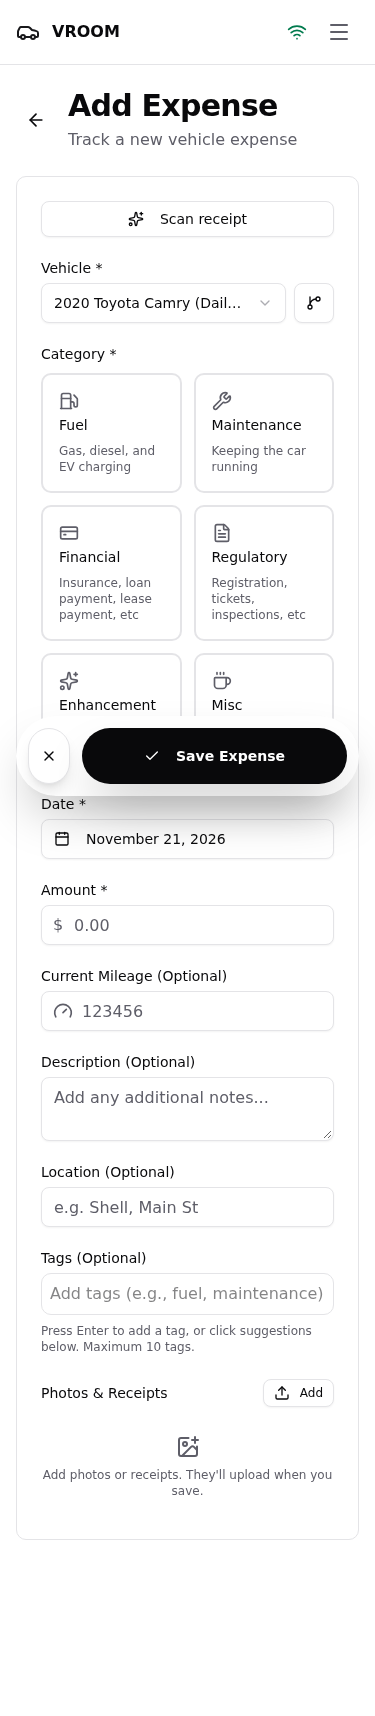 VROOM
Add Expense
Track a new vehicle expense
Scan receipt
Vehicle *
2020 Toyota Camry (Dail...
Category *
Fuel
Gas, diesel, and
EV charging
Maintenance
Keeping the car
running
Financial
Insurance, loan
payment, lease
payment, etc
Regulatory
Registration,
tickets,
inspections, etc
Enhancement
Misc
Save Expense
Date *
November 21, 2026
Amount *
$ 0.00
Current Mileage (Optional)
123456
Description (Optional)
Add any additional notes...
Location (Optional)
e.g. Shell, Main St
Tags (Optional)
Add tags (e.g., fuel, maintenance)
Press Enter to add a tag, or click suggestions
below. Maximum 10 tags.
Photos & Receipts
Add
Add photos or receipts. They'll upload when you
save.